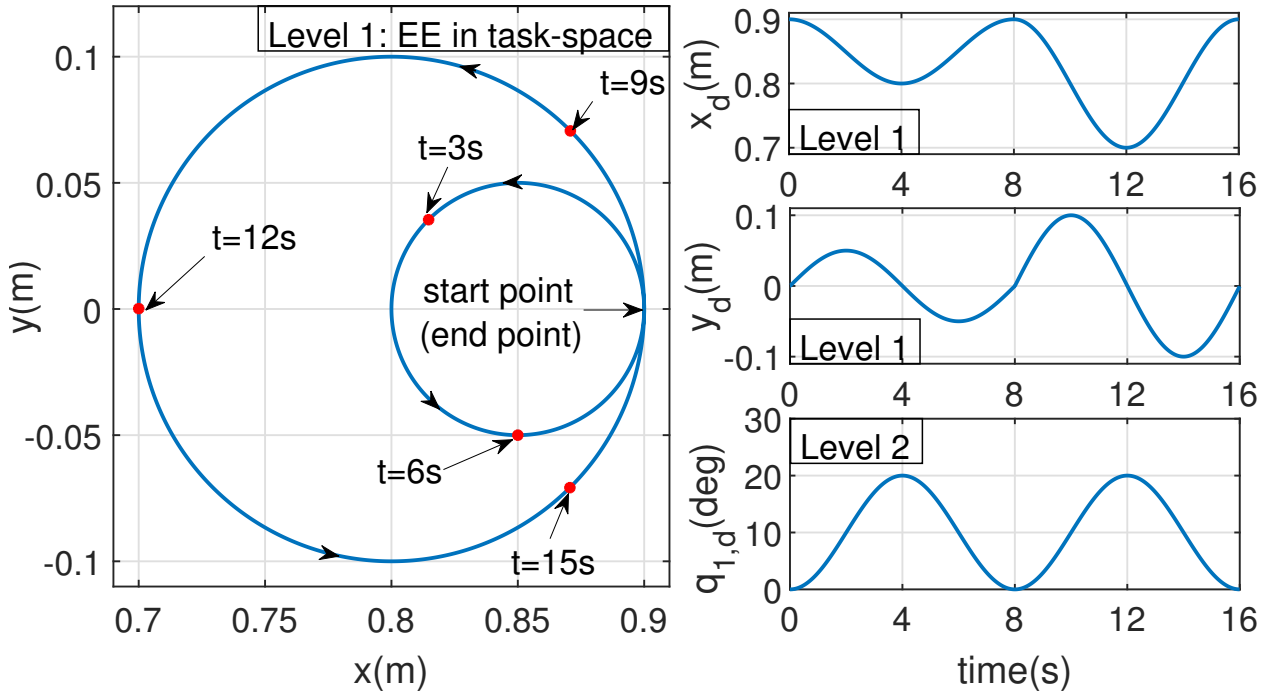 Level 1: EE in task-space
0.1
0.05
0
-0.05
-0.1
y(m)
t=9s
t=3s
t=12s
start point
(end point)
t=6s
t=15s
0.7
0.75
0.8
0.85
0.9
x(m)
0.9
0.8
0.7
x_d(m)
Level 1
0
4
8
12
16
0.1
0
-0.1
y_d(m)
Level 1
0
4
8
12
16
30
20
10
0
q_{1,d}(deg)
Level 2
0
4
8
12
16
time(s)